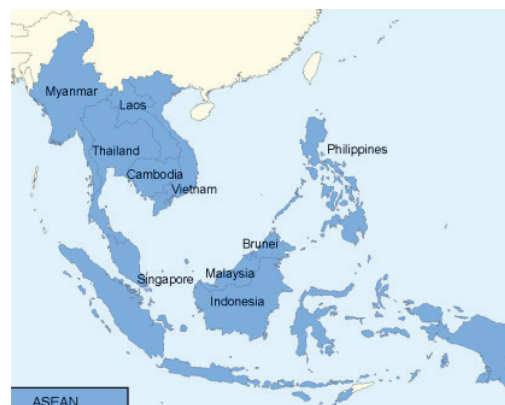 Myanmar
Laos
Thailand
Cambodia
Vietnam
Philippines
Brunei
Malaysia
Singapore
Indonesia
ASEAN